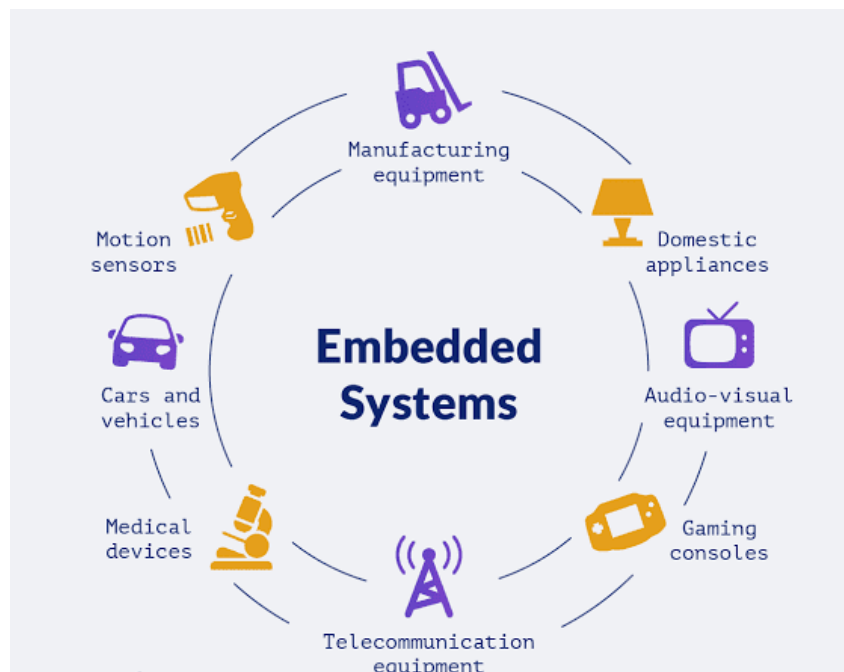 Manufacturing
equipment
Motion
sensors
Domestic
appliances
Embedded
Systems
Cars and
vehicles
Audio-visual
equipment
Medical
devices
Gaming
consoles
Telecommunication
equipment